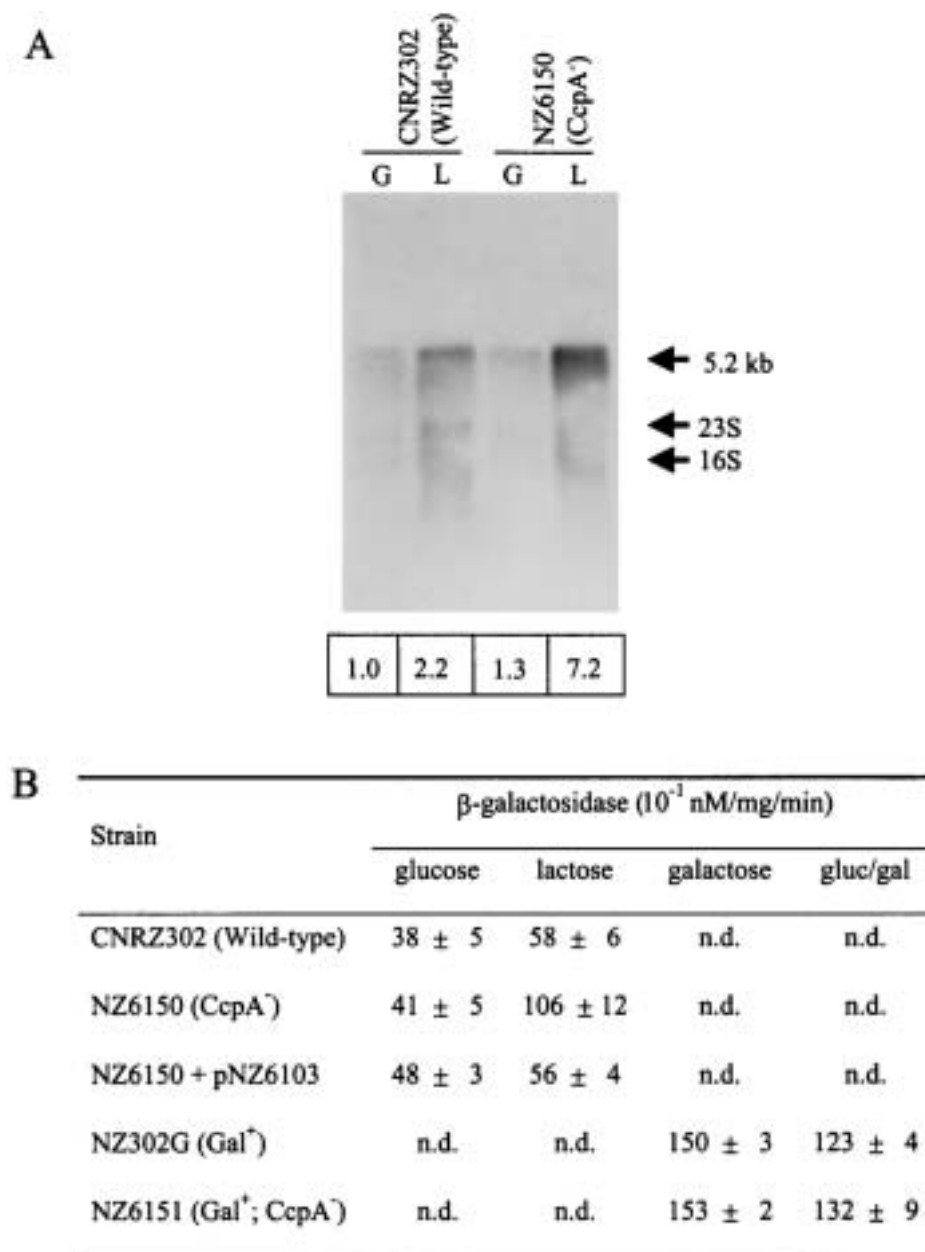 A
CNRZ302
(Wild-type)
NZ6150
(CcpA⁻)
G L G L
5.2 kb
23S
16S
1.0 2.2 1.3 7.2
B
Strain β-galactosidase (10⁻¹ nM/mg/min)
glucose lactose galactose gluc/gal
CNRZ302 (Wild-type) 38 ± 5 58 ± 6 n.d. n.d.
NZ6150 (CcpA⁻) 41 ± 5 106 ± 12 n.d. n.d.
NZ6150 + pNZ6103 48 ± 3 56 ± 4 n.d. n.d.
NZ302G (Gal⁺) n.d. n.d. 150 ± 3 123 ± 4
NZ6151 (Gal⁺; CcpA⁻) n.d. n.d. 153 ± 2 132 ± 9